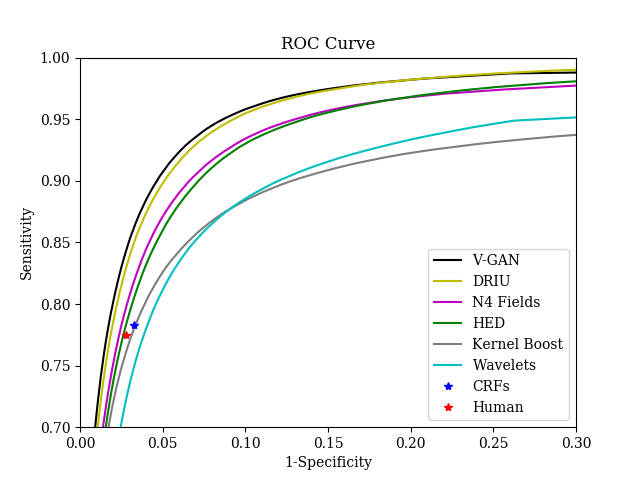 ROC Curve
1.00
0.95
0.90
0.85
0.80
0.75
0.70
Sensitivity
V-GAN
DRIU
N4 Fields
HED
Kernel Boost
Wavelets
CRFs
Human
0.00 0.05 0.10 0.15 0.20 0.25 0.30
1-Specificity